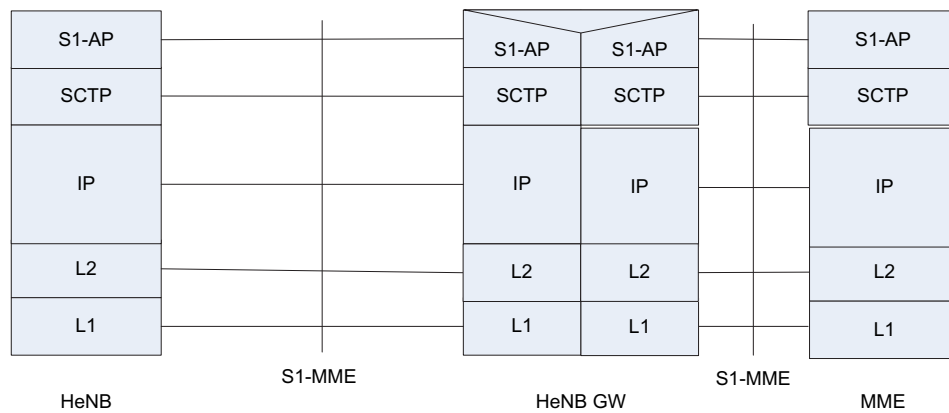 S1-AP
S1-AP S1-AP
S1-AP
SCTP
SCTP SCTP
SCTP
IP
IP IP
IP
L2
L2 L2
L2
L1
L1 L1
L1
S1-MME
S1-MME
HeNB
HeNB GW
MME